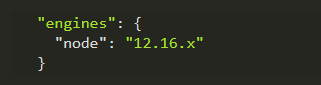 "engines": {
"node": "12.16.x"
}